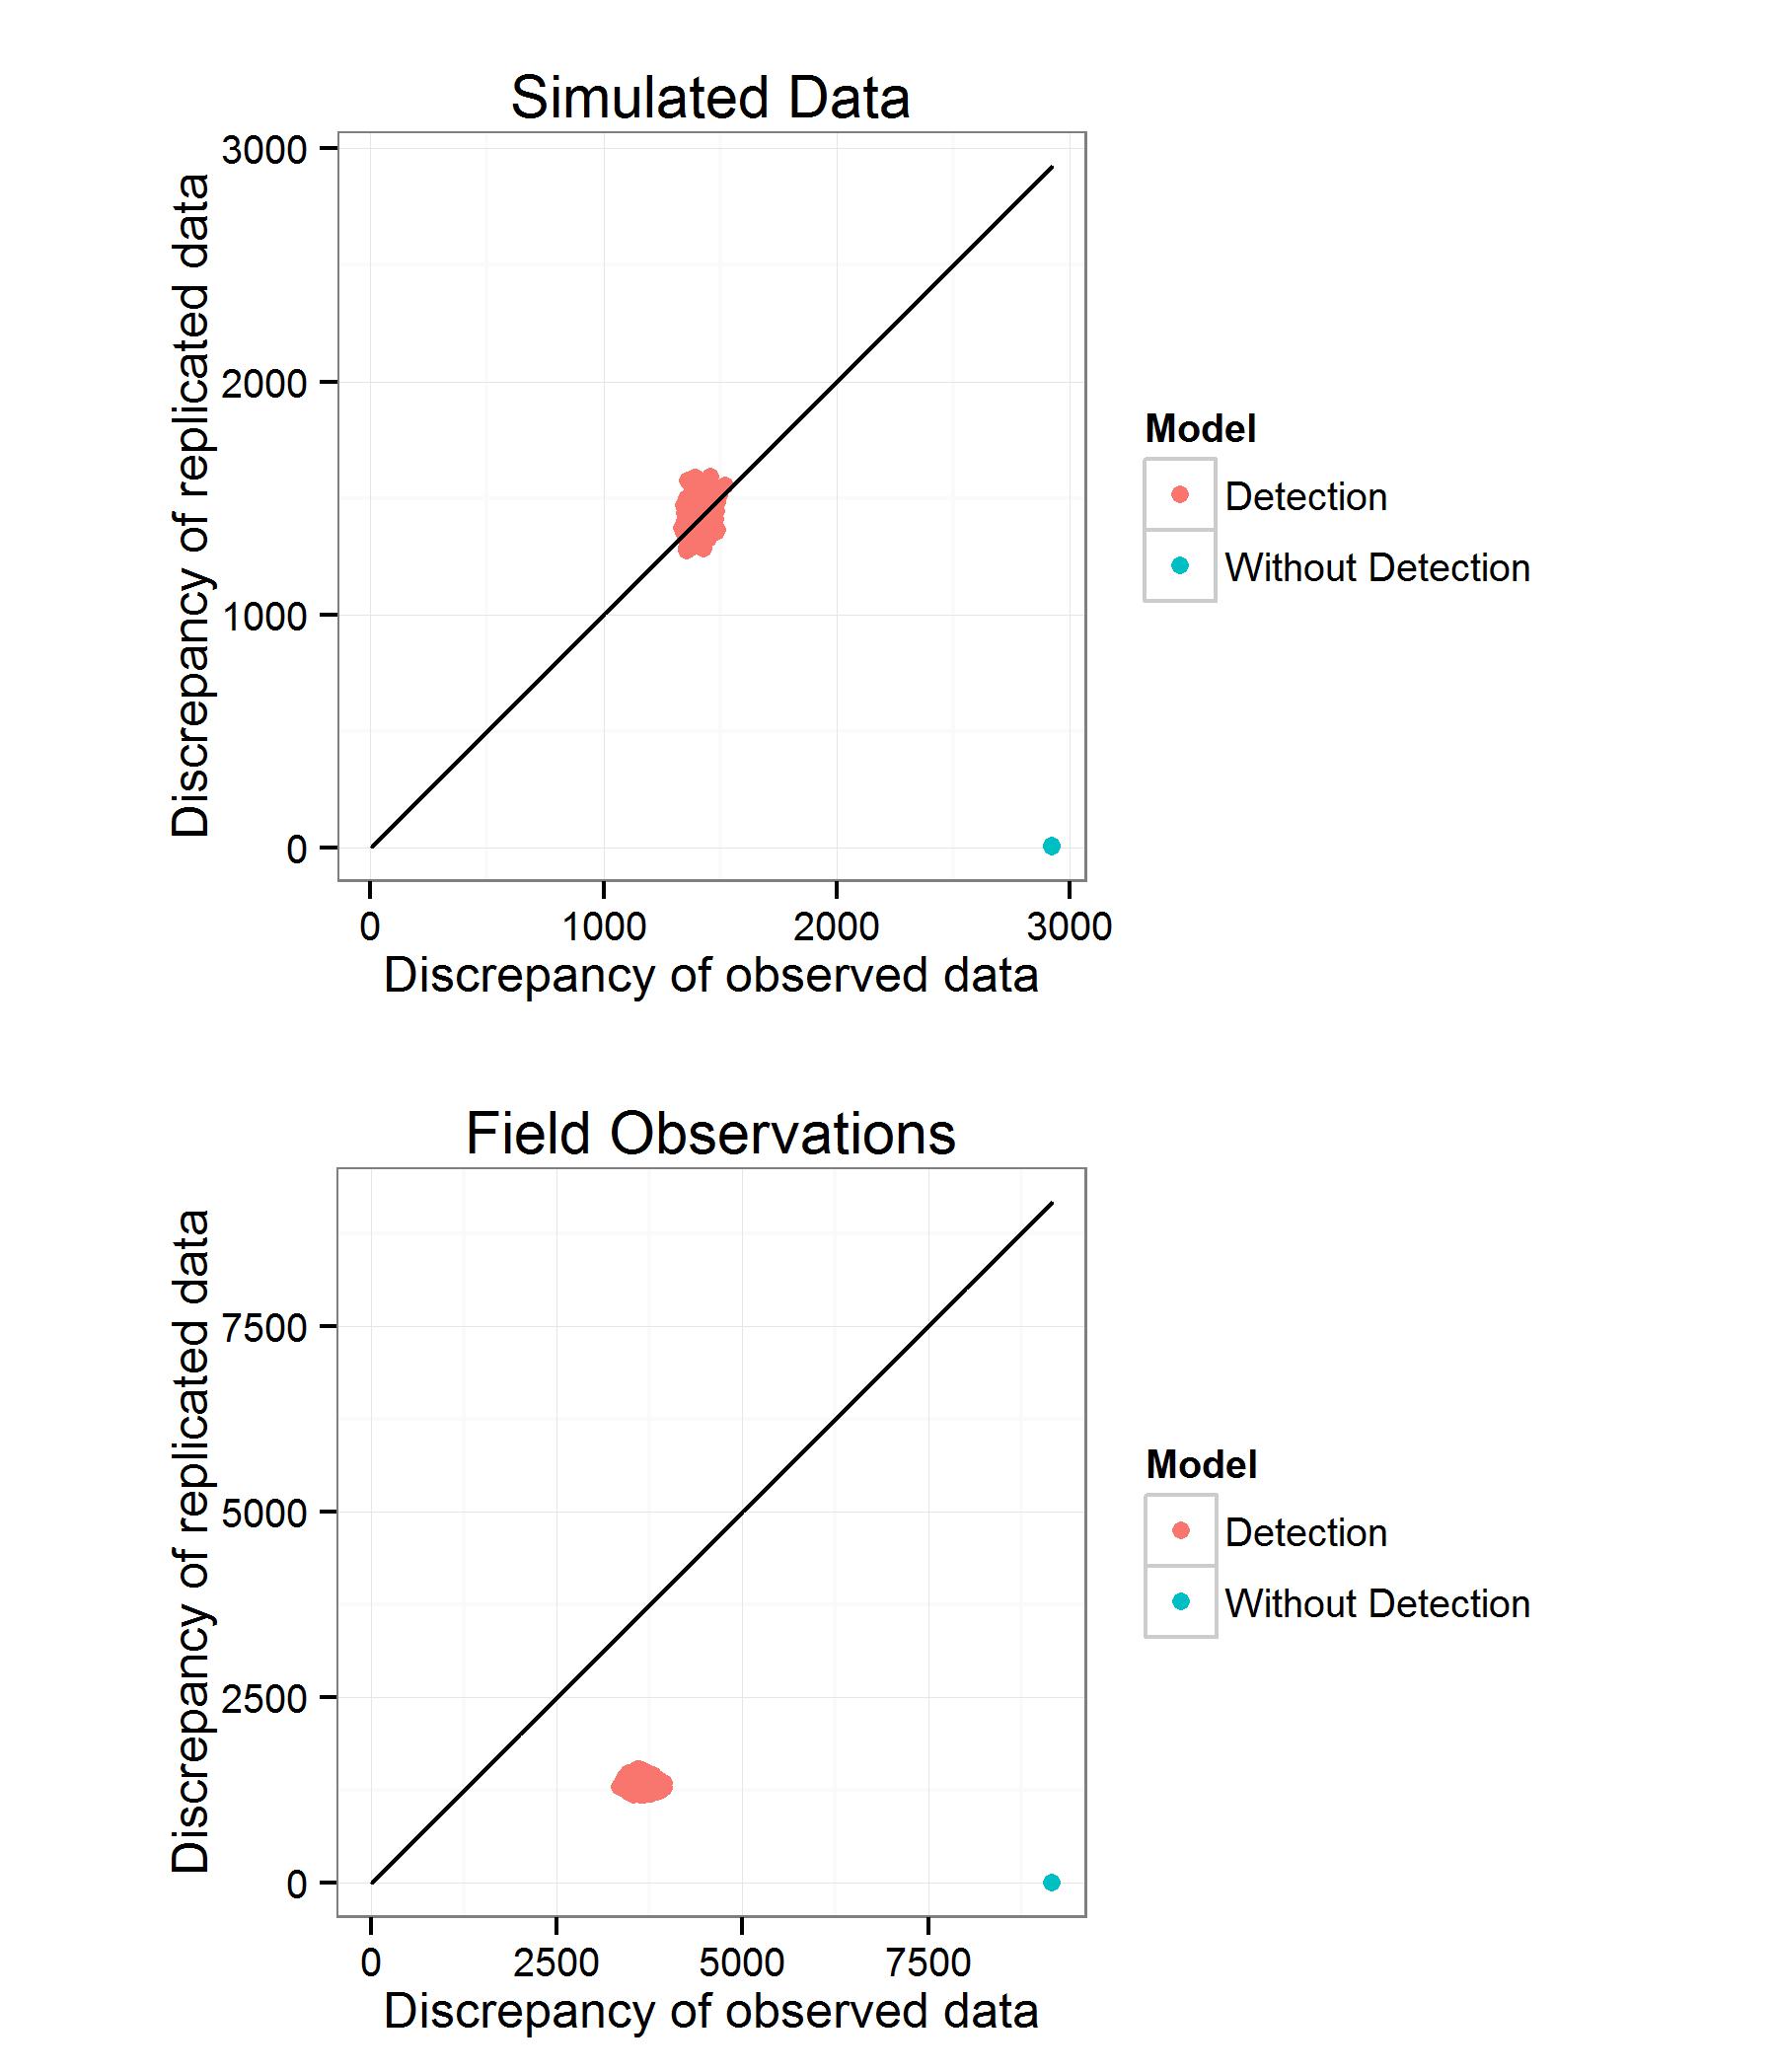 Simulated Data
Discrepancy of replicated data
3000
2000
1000
0
0 1000 2000 3000
Discrepancy of observed data
Model
Detection
Without Detection
Field Observations
Discrepancy of replicated data
7500
5000
2500
0
0 2500 5000 7500
Discrepancy of observed data
Model
Detection
Without Detection